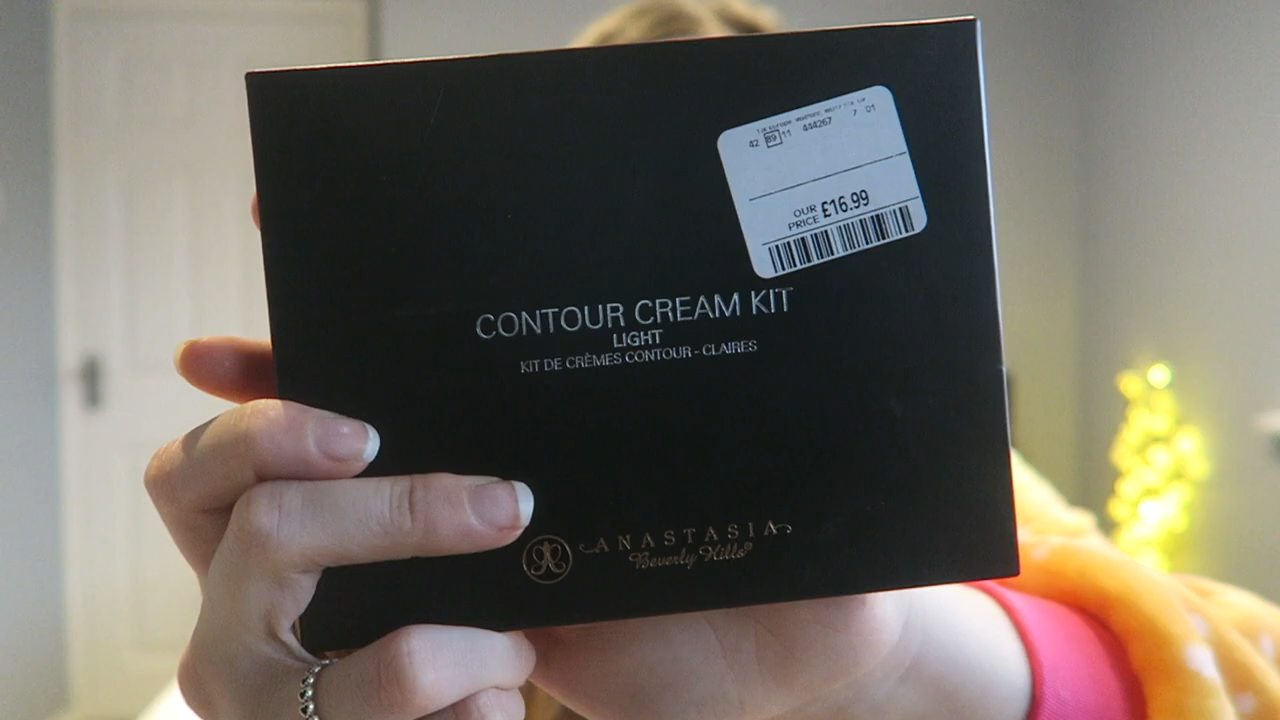 42 89 11 444267 7 01
OUR PRICE £16.99
CONTOUR CREAM KIT
LIGHT
KIT DE CRÈMES CONTOUR - CLAIRES
ANASTASIA
Beverly Hills®